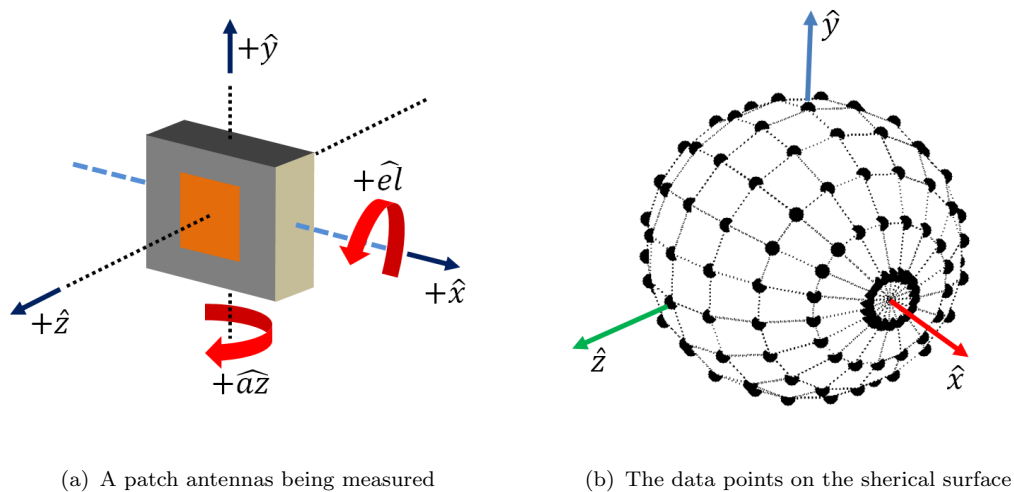 +ŷ
+êl
+x̂
+ẑ
+âz
(a) A patch antennas being measured
ŷ
ẑ
x̂
(b) The data points on the sherical surface